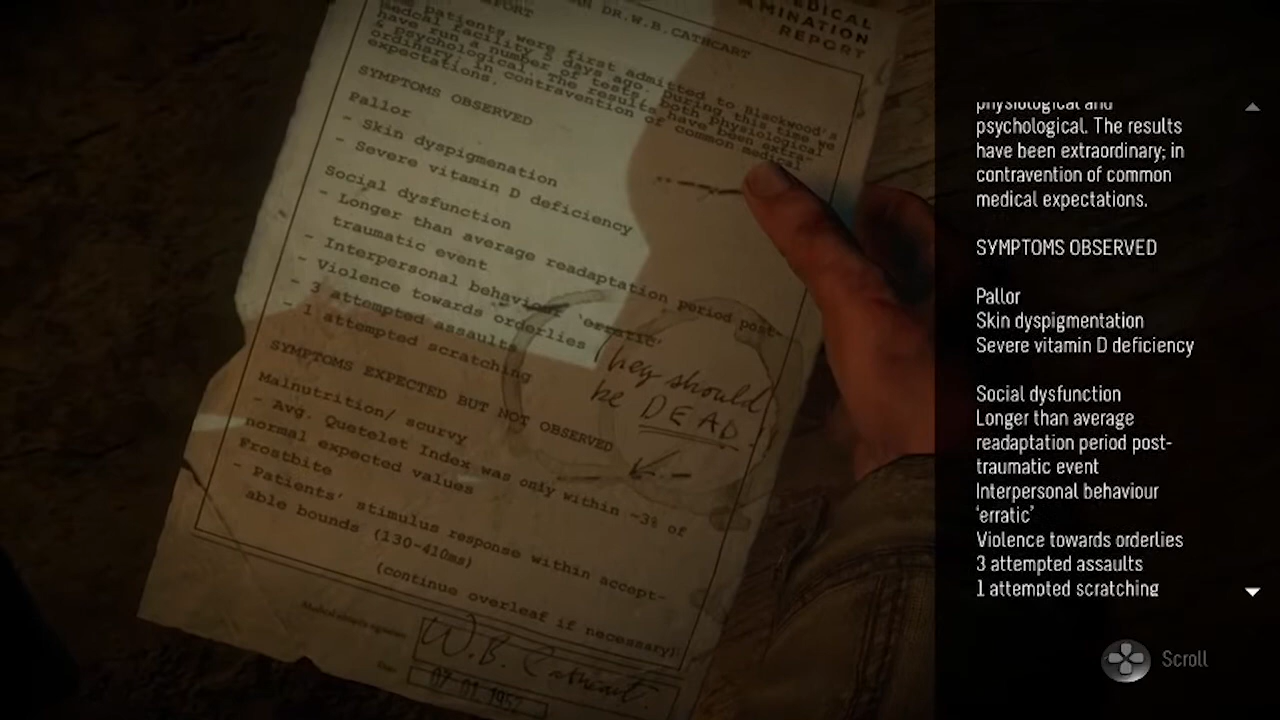 MEDICAL
EXAMINATION
REPORT
DR.W.B.CATHCART
patients were first admitted to Blackwood's
medcal facility 5 days ago. During this time we
have run a number of tests, both physiological
& psychological. The results have been extra-
ordinary; in contravention of common medical
expectations.
SYMPTOMS OBSERVED
Pallor
- Skin dyspigmenation
- Severe vitamin D deficiency
Social dysfunction
- Longer than average readaptation period post-
traumatic event
- Interpersonal behaviour 'erratic'
- Violence towards orderlies
- 3 attempted assaults
- 1 attempted scratching
They should
be DEAD!
SYMPTOMS EXPECTED BUT NOT OBSERVED
Malnutrition/ scurvy
- Avg. Quetelet Index was only within ~3% of
normal expected values
Frostbite
- Patients' stimulus response within accept-
able bounds (130-410ms)
(continue overleaf if necessary)
W.B. Cathcart
07 01 1952
physiological and
psychological. The results
have been extraordinary; in
contravention of common
medical expectations.
SYMPTOMS OBSERVED
Pallor
Skin dyspigmentation
Severe vitamin D deficiency
Social dysfunction
Longer than average
readaptation period post-
traumatic event
Interpersonal behaviour
'erratic'
Violence towards orderlies
3 attempted assaults
1 attempted scratching
Scroll